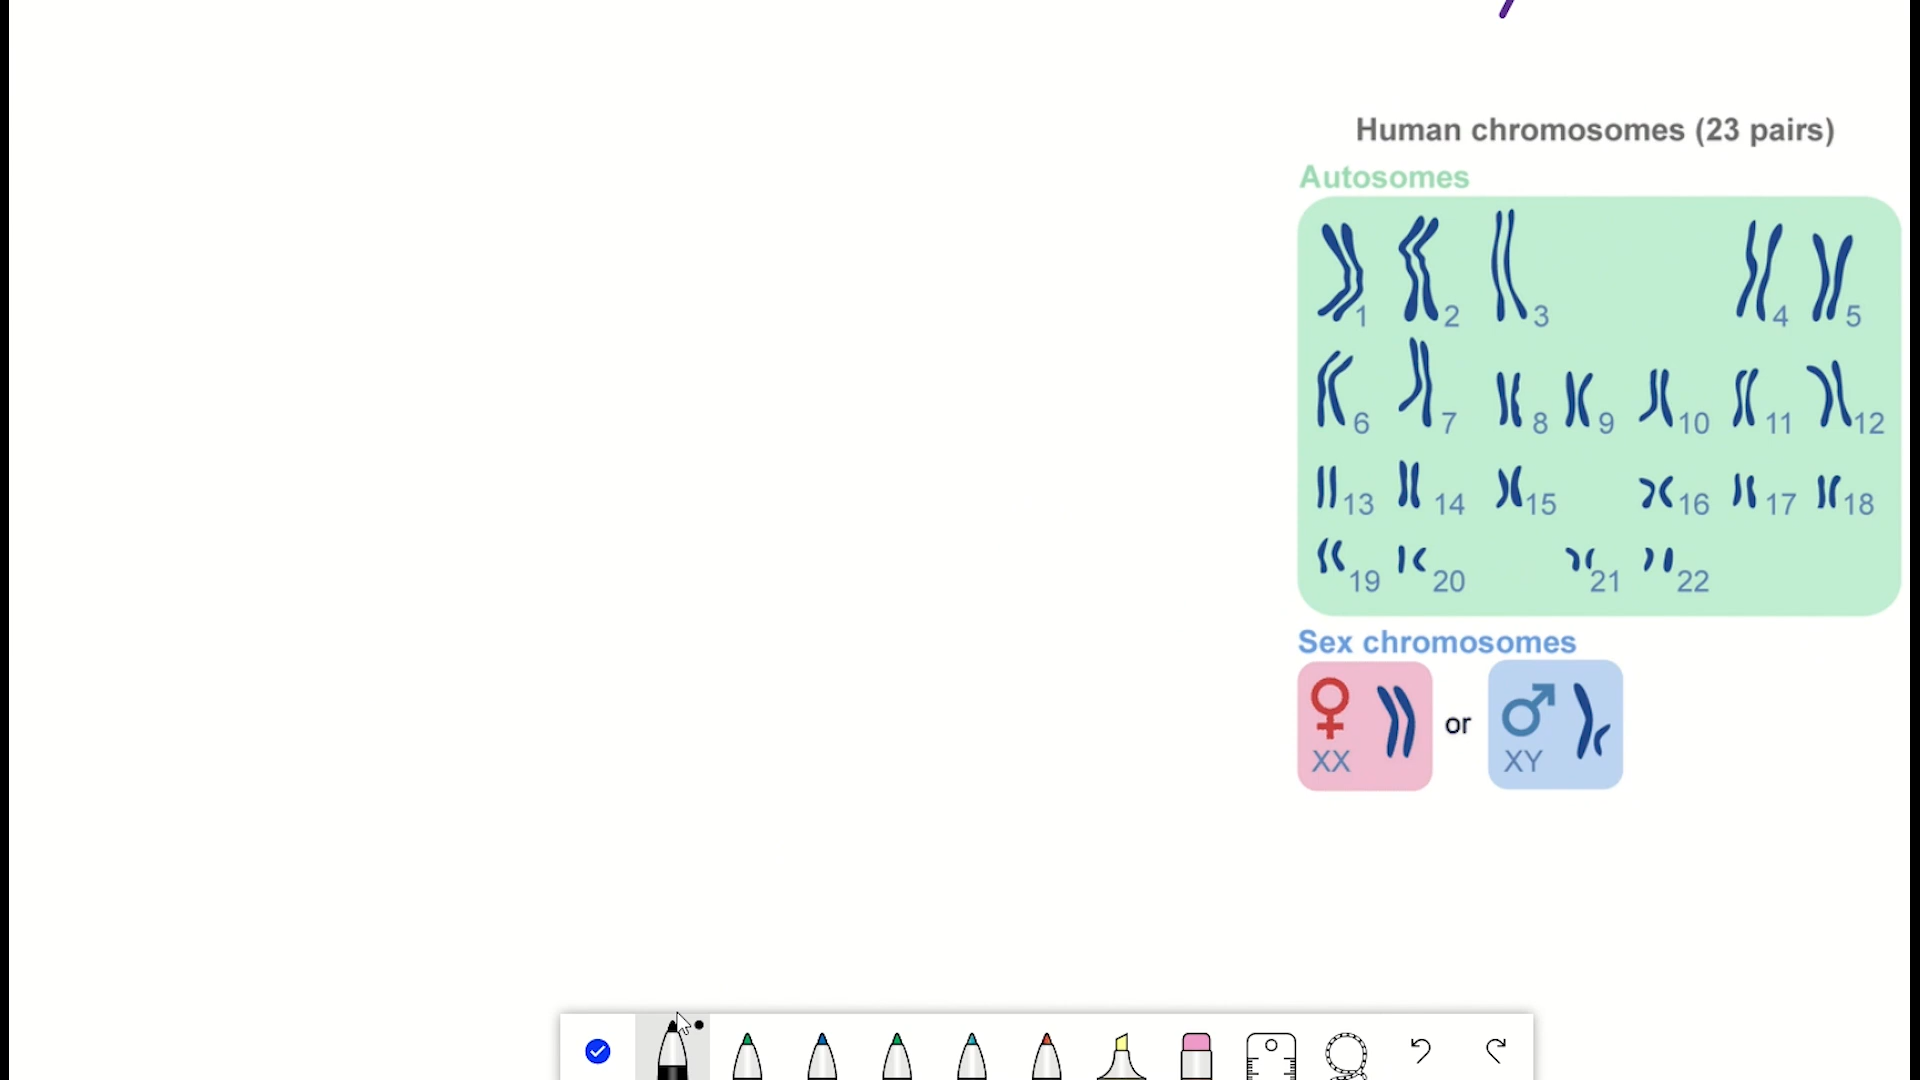 Human chromosomes (23 pairs)
Autosomes
1 2 3 4 5
6 7 8 9 10 11 12
13 14 15 16 17 18
19 20 21 22
Sex chromosomes
XX or XY